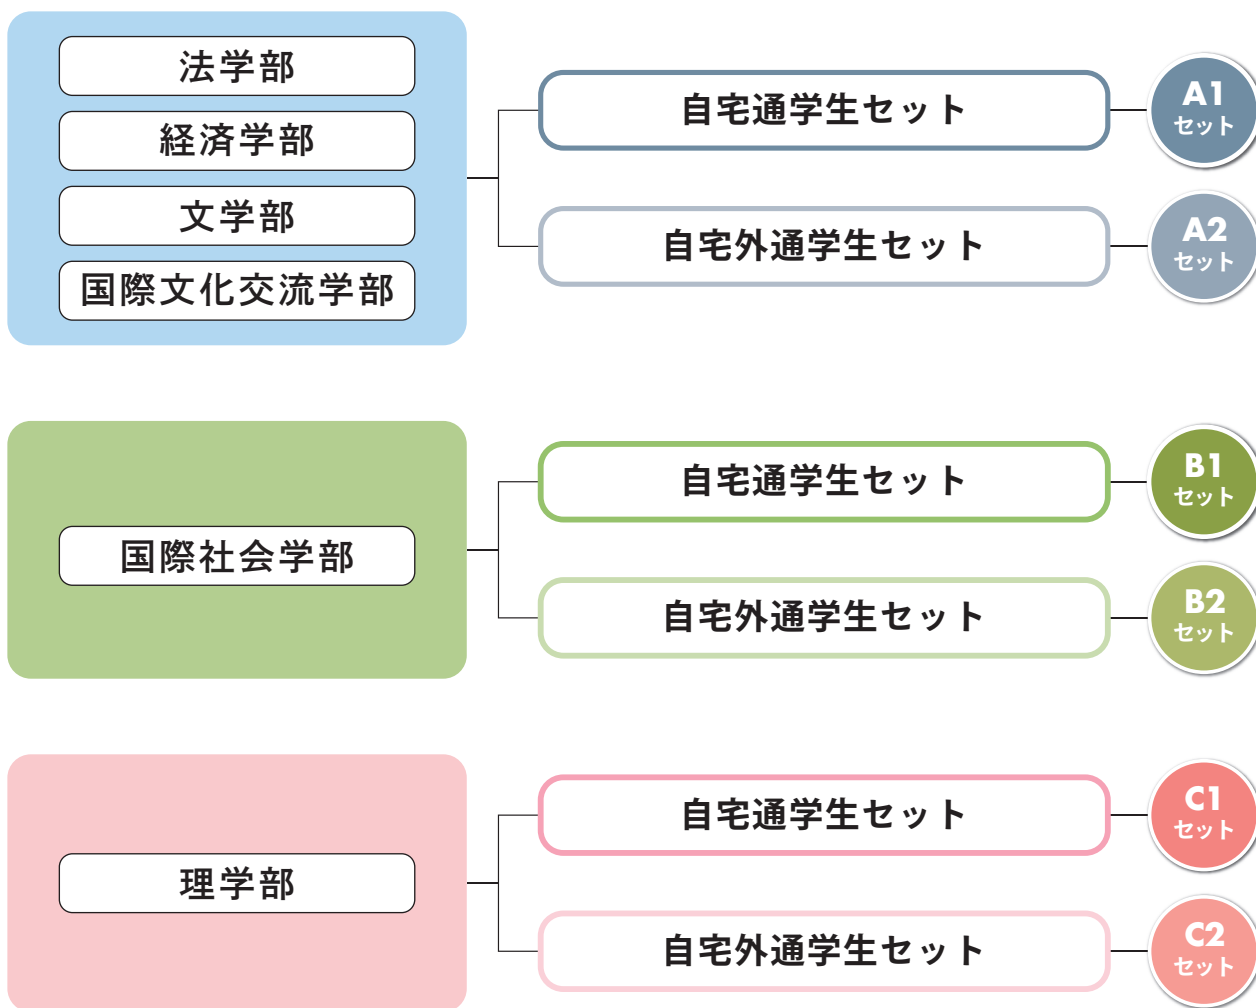 法学部
経済学部
文学部
国際文化交流学部
自宅通学生セット
A1
セット
自宅外通学生セット
A2
セット
国際社会学部
自宅通学生セット
B1
セット
自宅外通学生セット
B2
セット
理学部
自宅通学生セット
C1
セット
自宅外通学生セット
C2
セット